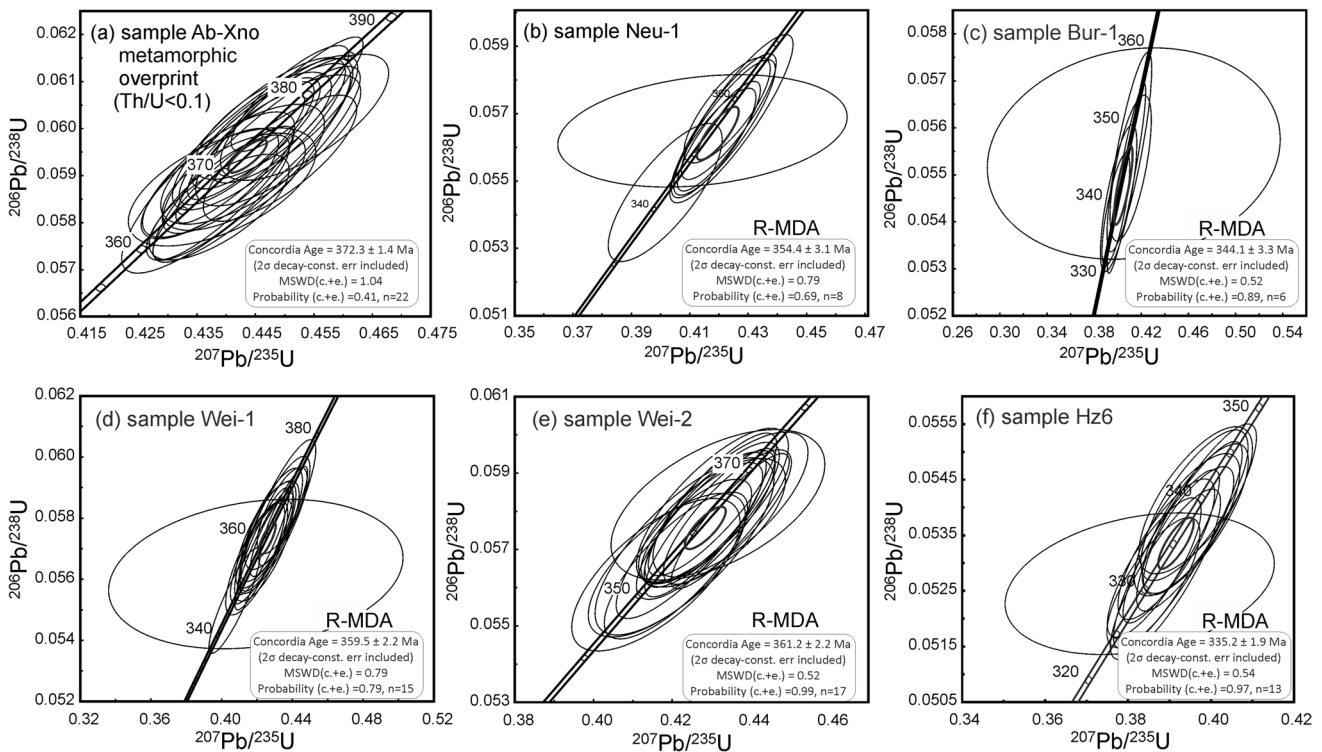 (a) sample Ab-Xno
metamorphic
overprint
(Th/U<0.1)
390
380
370
360
0.062
0.061
0.060
0.059
0.058
0.057
0.056
206Pb/238U
Concordia Age = 372.3 ± 1.4 Ma
(2σ decay-const. err included)
MSWD(c.+e.) = 1.04
Probability (c.+e.) =0.41, n=22
0.415 0.425 0.435 0.445 0.455 0.465 0.475
207Pb/235U
(b) sample Neu-1
360
340
0.059
0.057
0.055
0.053
0.051
206Pb/238U
R-MDA
Concordia Age = 354.4 ± 3.1 Ma
(2σ decay-const. err included)
MSWD(c.+e.) = 0.79
Probability (c.+e.) =0.69, n=8
0.35 0.37 0.39 0.41 0.43 0.45 0.47
207Pb/235U
(c) sample Bur-1
360
350
340
330
0.058
0.057
0.056
0.055
0.054
0.053
0.052
206Pb/238U
R-MDA
Concordia Age = 344.1 ± 3.3 Ma
(2σ decay-const. err included)
MSWD(c.+e.) = 0.52
Probability (c.+e.) =0.89, n=6
0.26 0.30 0.34 0.38 0.42 0.46 0.50 0.54
207Pb/235U
(d) sample Wei-1
380
360
340
0.062
0.060
0.058
0.056
0.054
0.052
206Pb/238U
R-MDA
Concordia Age = 359.5 ± 2.2 Ma
(2σ decay-const. err included)
MSWD(c.+e.) = 0.79
Probability (c.+e.) =0.79, n=15
0.32 0.36 0.40 0.44 0.48 0.52
207Pb/235U
(e) sample Wei-2
370
350
0.061
0.059
0.057
0.055
0.053
206Pb/238U
R-MDA
Concordia Age = 361.2 ± 2.2 Ma
(2σ decay-const. err included)
MSWD(c.+e.) = 0.52
Probability (c.+e.) =0.99, n=17
0.38 0.40 0.42 0.44 0.46
207Pb/235U
(f) sample Hz6
350
340
330
320
0.0555
0.0545
0.0535
0.0525
0.0515
0.0505
206Pb/238U
R-MDA
Concordia Age = 335.2 ± 1.9 Ma
(2σ decay-const. err included)
MSWD(c.+e.) = 0.54
Probability (c.+e.) =0.97, n=13
0.34 0.36 0.38 0.40 0.42
207Pb/235U